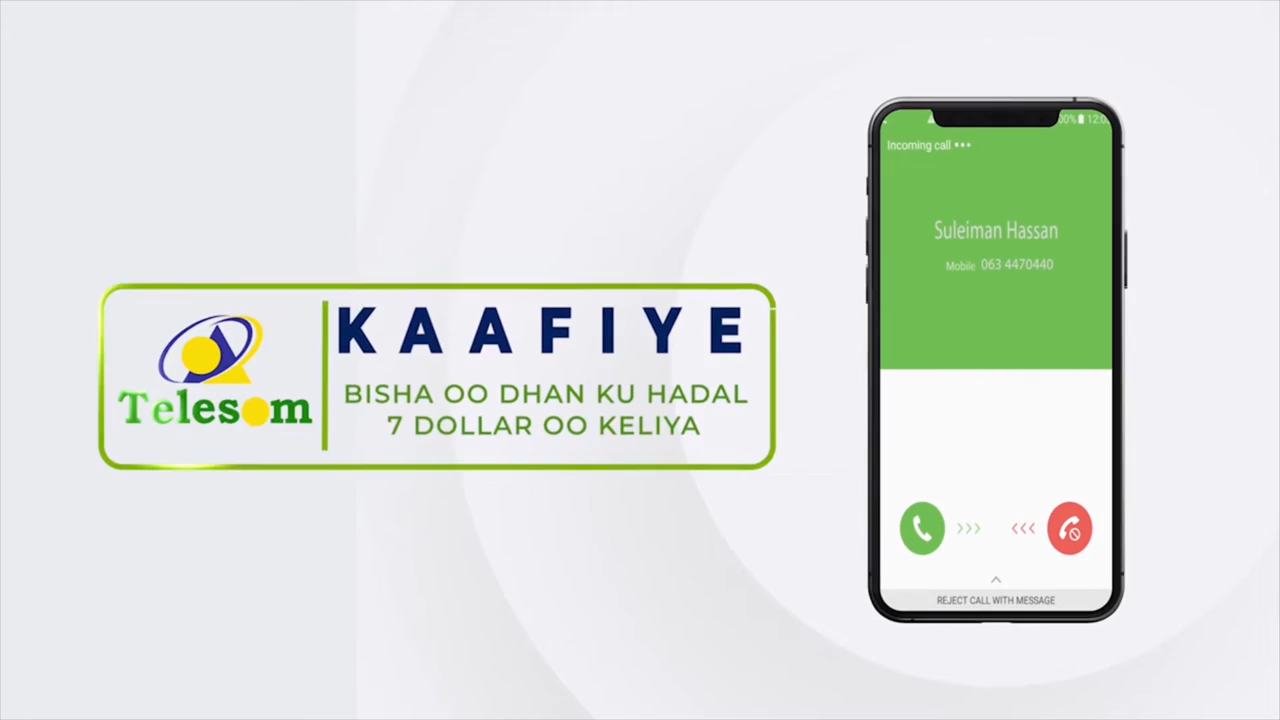 Telesom
KAAFIYE
BISHA OO DHAN KU HADAL
7 DOLLAR OO KELIYA
Incoming call •••
Suleiman Hassan
Mobile 063 4470440
REJECT CALL WITH MESSAGE